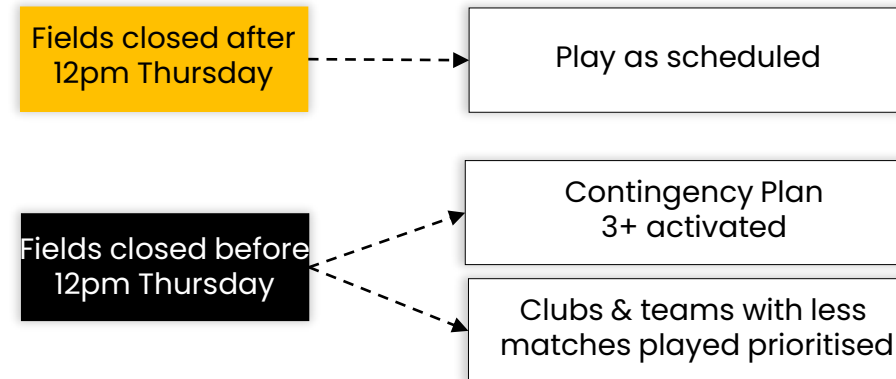 Fields closed after
12pm Thursday
Play as scheduled
Fields closed before
12pm Thursday
Contingency Plan
3+ activated
Clubs & teams with less
matches played prioritised